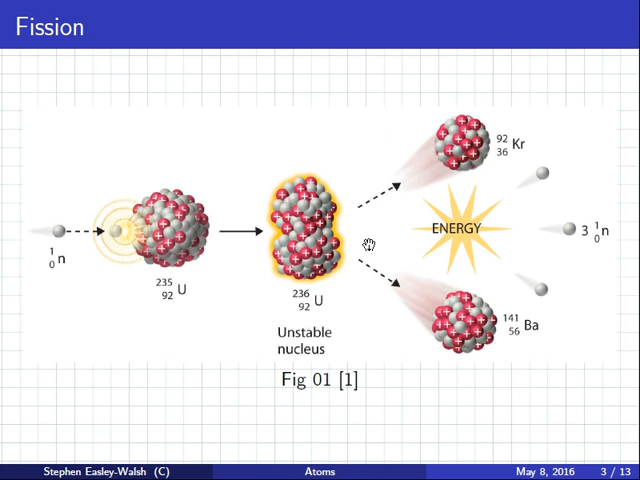 Fission
1
0 n
235
92 U
236
92 U
Unstable
nucleus
92
36 Kr
ENERGY
3 1
0 n
141
56 Ba
Fig 01 [1]
Stephen Easley-Walsh (C) Atoms May 8, 2016 3 / 13